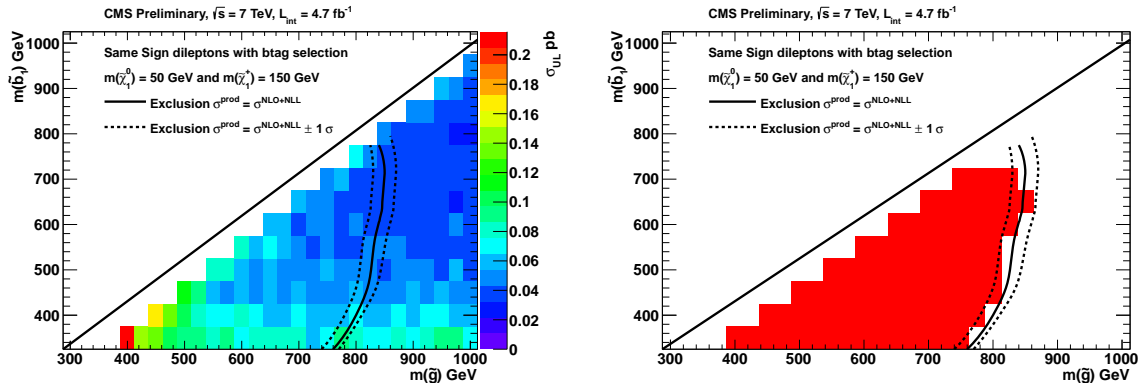 CMS Preliminary, √s = 7 TeV, L_int = 4.7 fb⁻¹
m(b̃₁) GeV
1000
900
800
700
600
500
400
Same Sign dileptons with btag selection
m(χ̃₁⁰) = 50 GeV and m(χ̃₁⁺) = 150 GeV
Exclusion σ^prod = σ^NLO+NLL
Exclusion σ^prod = σ^NLO+NLL ± 1 σ
300 400 500 600 700 800 900 1000
m(g̃) GeV
σ_UL pb
0.2
0.18
0.16
0.14
0.12
0.1
0.08
0.06
0.04
0.02
0
CMS Preliminary, √s = 7 TeV, L_int = 4.7 fb⁻¹
m(b̃₁) GeV
1000
900
800
700
600
500
400
Same Sign dileptons with btag selection
m(χ̃₁⁰) = 50 GeV and m(χ̃₁⁺) = 150 GeV
Exclusion σ^prod = σ^NLO+NLL
Exclusion σ^prod = σ^NLO+NLL ± 1 σ
300 400 500 600 700 800 900 1000
m(g̃) GeV